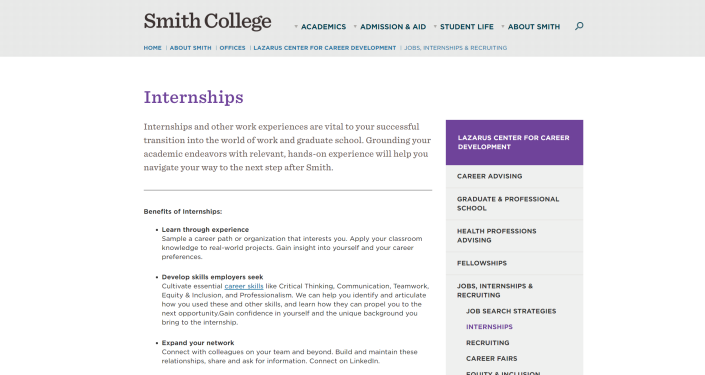 Smith College
ACADEMICS
ADMISSION & AID
STUDENT LIFE
ABOUT SMITH
HOME | ABOUT SMITH | OFFICES | LAZARUS CENTER FOR CAREER DEVELOPMENT | JOBS, INTERNSHIPS & RECRUITING
Internships
Internships and other work experiences are vital to your successful
transition into the world of work and graduate school. Grounding your
academic endeavors with relevant, hands-on experience will help you
navigate your way to the next step after Smith.
Benefits of Internships:
• Learn through experience
Sample a career path or organization that interests you. Apply your classroom
knowledge to real-world projects. Gain insight into yourself and your career
preferences.
• Develop skills employers seek
Cultivate essential career skills like Critical Thinking, Communication, Teamwork,
Equity & Inclusion, and Professionalism. We can help you identify and articulate
how you used these and other skills, and learn how they can propel you to the
next opportunity.Gain confidence in yourself and the unique background you
bring to the internship.
• Expand your network
Connect with colleagues on your team and beyond. Build and maintain these
relationships, share and ask for information. Connect on LinkedIn.
LAZARUS CENTER FOR CAREER
DEVELOPMENT
CAREER ADVISING
GRADUATE & PROFESSIONAL
SCHOOL
HEALTH PROFESSIONS
ADVISING
FELLOWSHIPS
JOBS, INTERNSHIPS &
RECRUITING
JOB SEARCH STRATEGIES
INTERNSHIPS
RECRUITING
CAREER FAIRS
EQUITY & INCLUSION